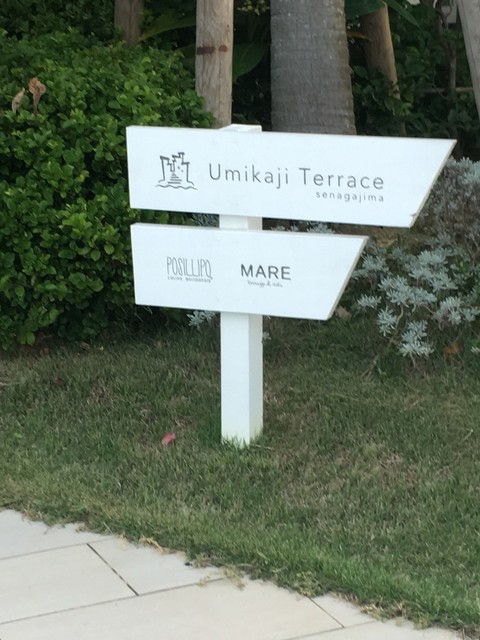 Umikaji Terrace
senagajima
POSILLIPO
MARE